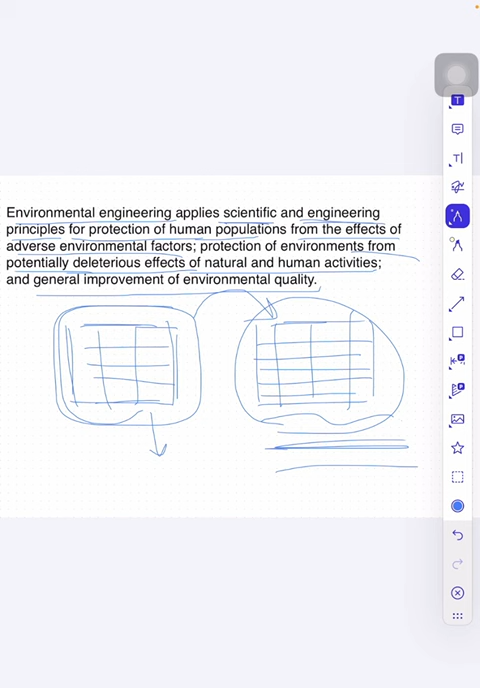 Environmental engineering applies scientific and engineering
principles for protection of human populations from the effects of
adverse environmental factors; protection of environments from
potentially deleterious effects of natural and human activities;
and general improvement of environmental quality.